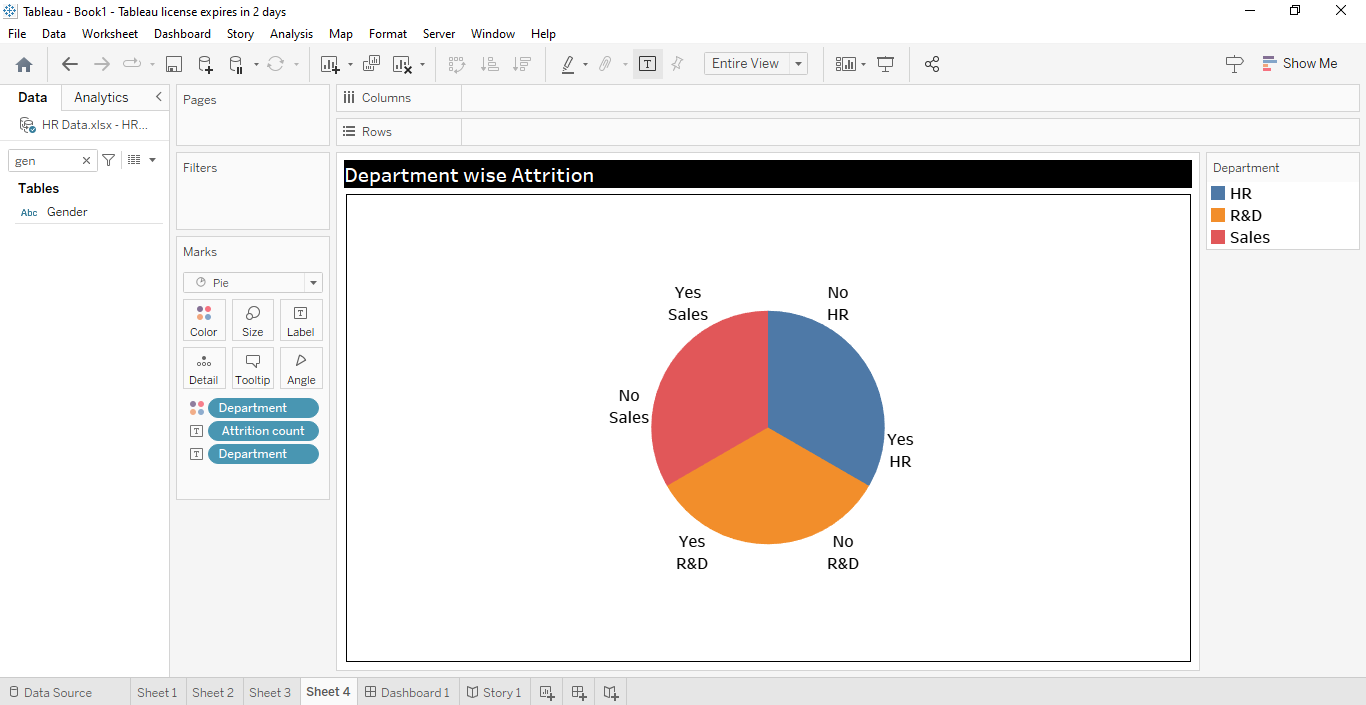 Tableau - Book1 - Tableau license expires in 2 days
File Data Worksheet Dashboard Story Analysis Map Format Server Window Help
Entire View
Show Me
Data Analytics
HR Data.xlsx - HR...
gen
Tables
Abc Gender
Pages
Filters
Marks
Pie
Color Size Label
Detail Tooltip Angle
Department
T Attrition count
T Department
Columns
Rows
Department wise Attrition
Yes
Sales
No
HR
No
Sales
Yes
HR
Yes
R&D
No
R&D
Department
HR
R&D
Sales
Data Source Sheet 1 Sheet 2 Sheet 3 Sheet 4 Dashboard 1 Story 1